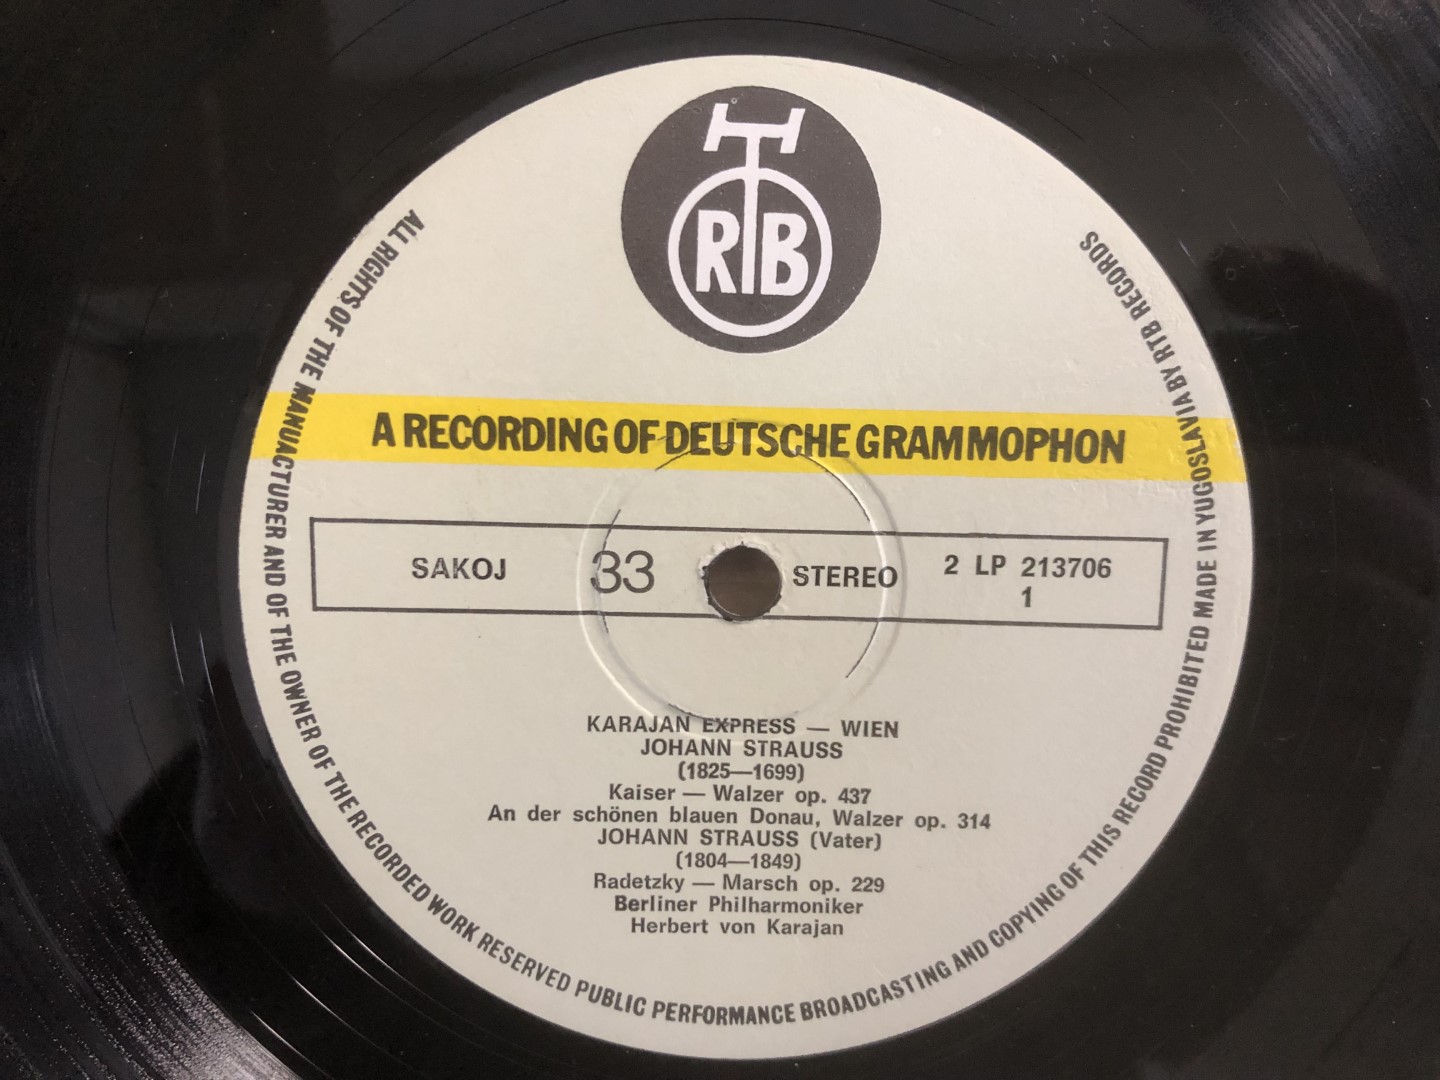 RTB
A RECORDING OF DEUTSCHE GRAMMOPHON
SAKOJ 33 STEREO 2 LP 213706
1
KARAJAN EXPRESS — WIEN
JOHANN STRAUSS
(1825—1699)
Kaiser — Walzer op. 437
An der schönen blauen Donau, Walzer op. 314
JOHANN STRAUSS (Vater)
(1804—1849)
Radetzky — Marsch op. 229
Berliner Philharmoniker
Herbert von Karajan
ALL RIGHTS OF THE MANUACTURER AND OF THE OWNER OF THE RECORDED WORK RESERVED PUBLIC PERFORMANCE BROADCASTING AND COPYING OF THIS RECORD PROHIBITED MADE IN YUGOSLAVIA BY RTB RECORDS